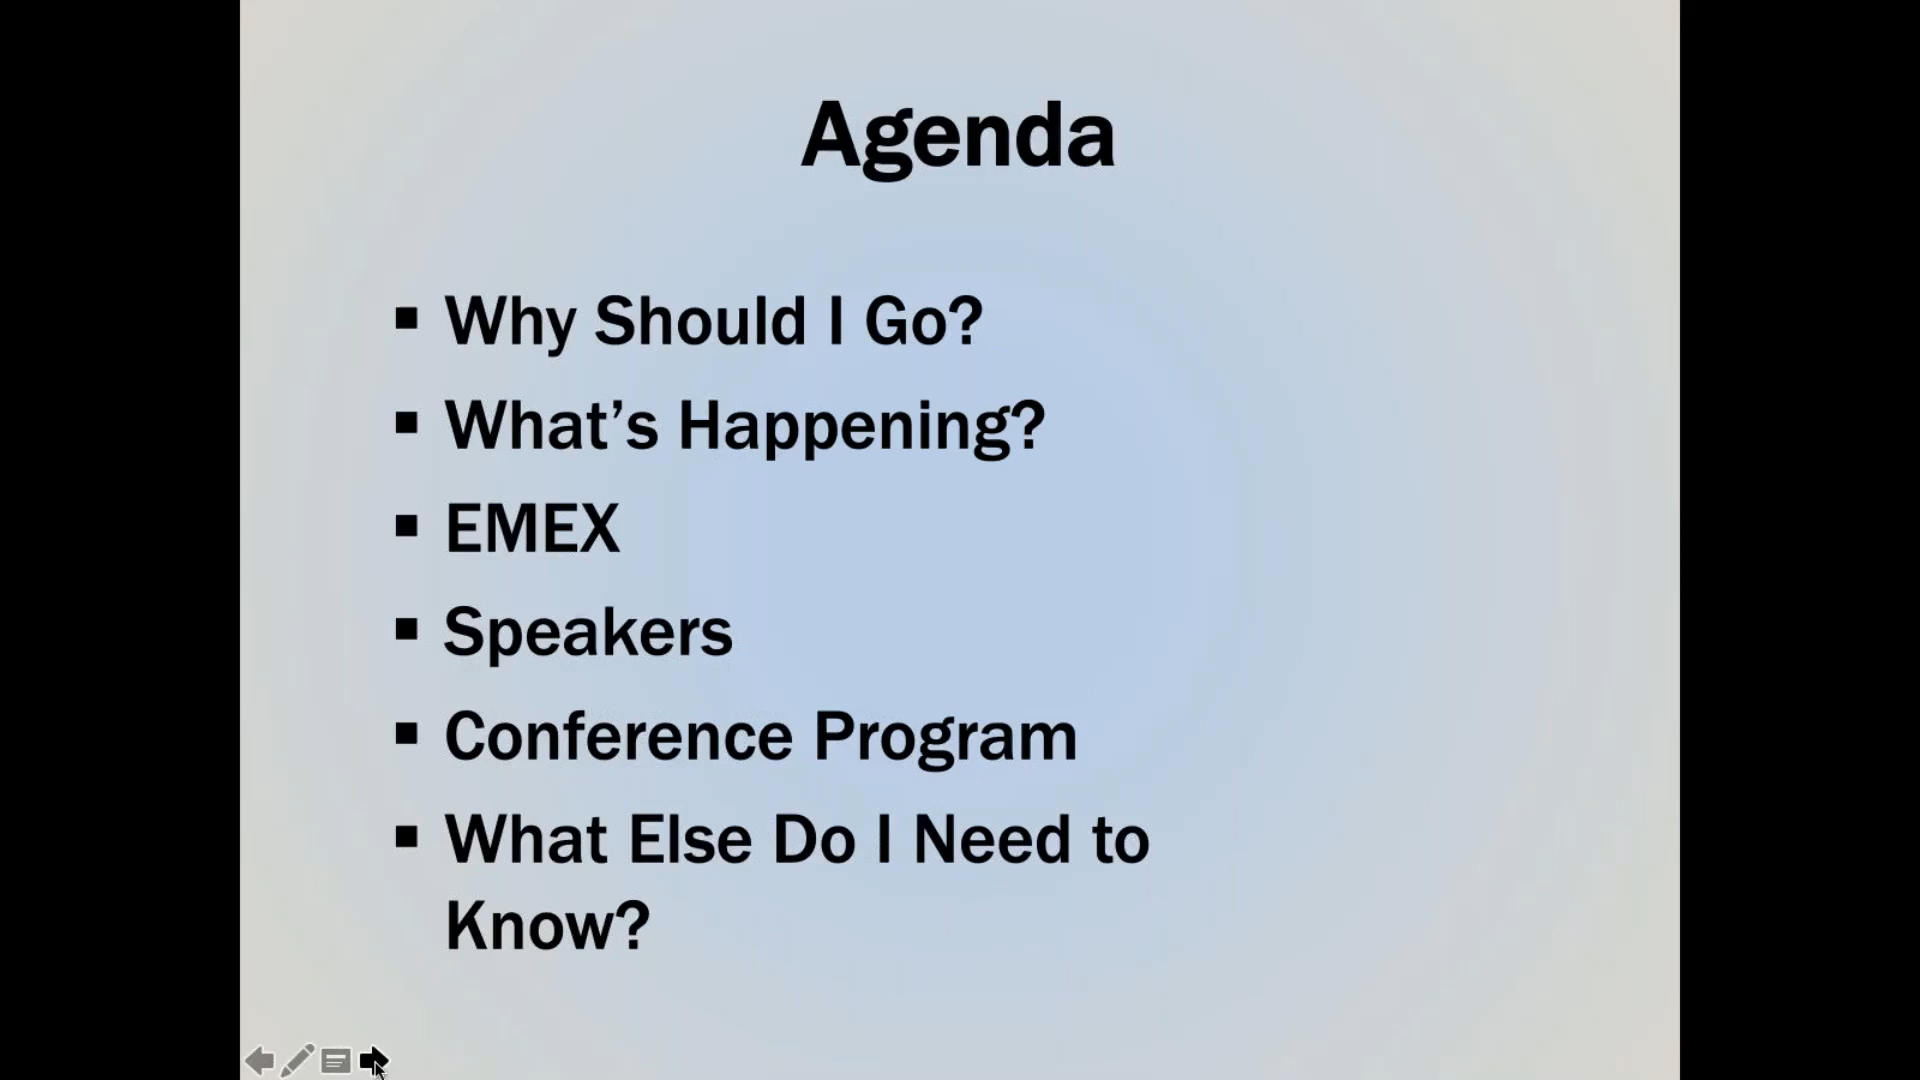 Agenda
▪ Why Should I Go?
▪ What’s Happening?
▪ EMEX
▪ Speakers
▪ Conference Program
▪ What Else Do I Need to
Know?